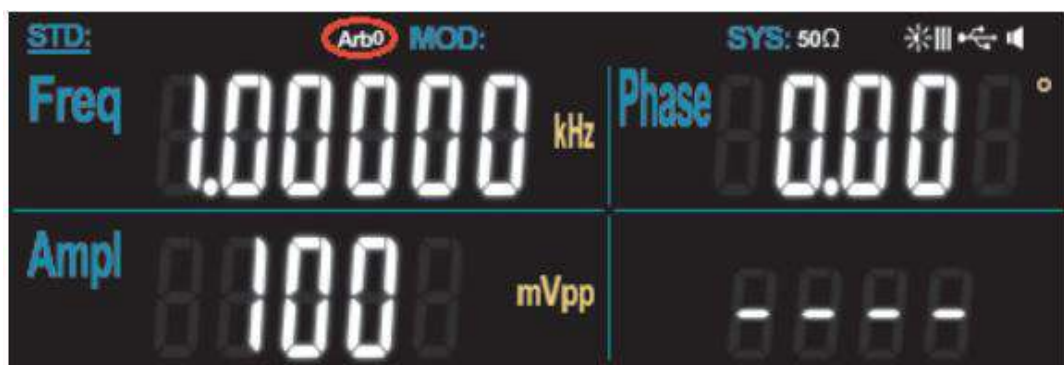 STD: Arb0 MOD: SYS: 50Ω
Freq 1.00000 kHz
Phase 0.00 °
Ampl 100 mVpp
- - - -